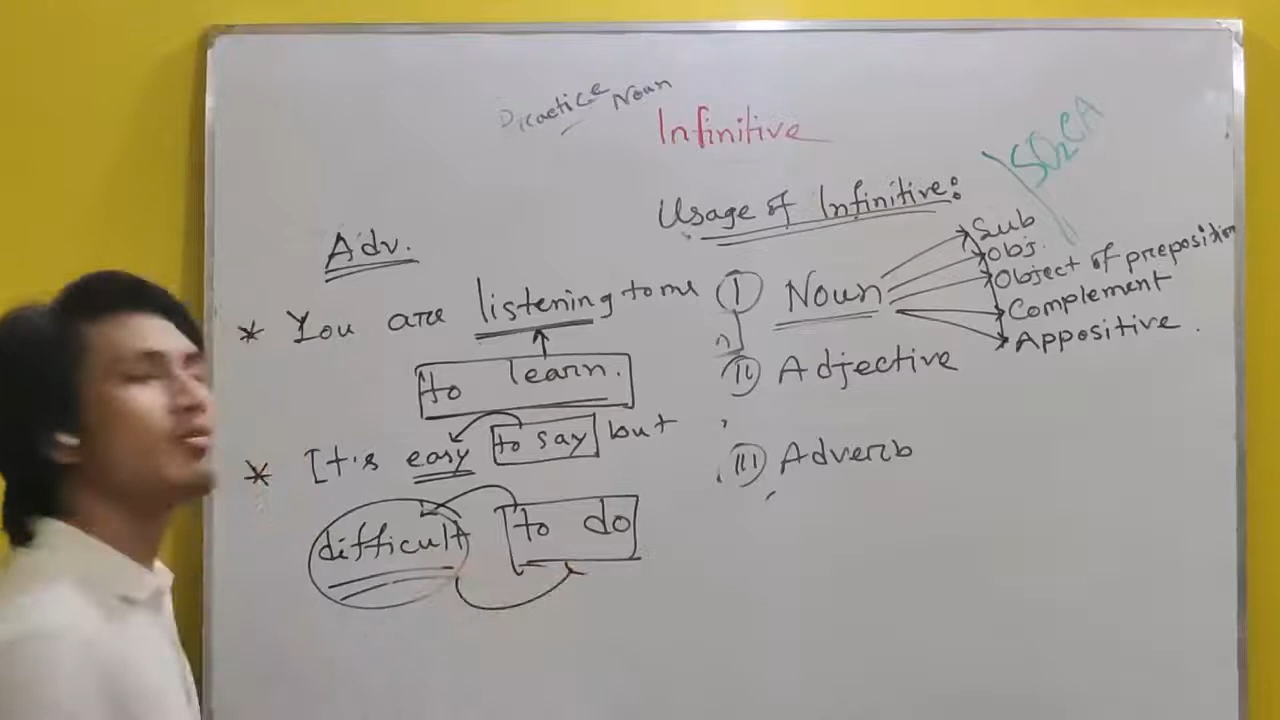 Practice Noun
Infinitive
SO2CA
Usage of Infinitive:
(I) Noun
Sub
Obj.
Object of preposition
Complement
Appositive.
(II) Adjective
(III) Adverb
Adv.
* You are listening to me
to learn.
* It's easy to say but
difficult to do